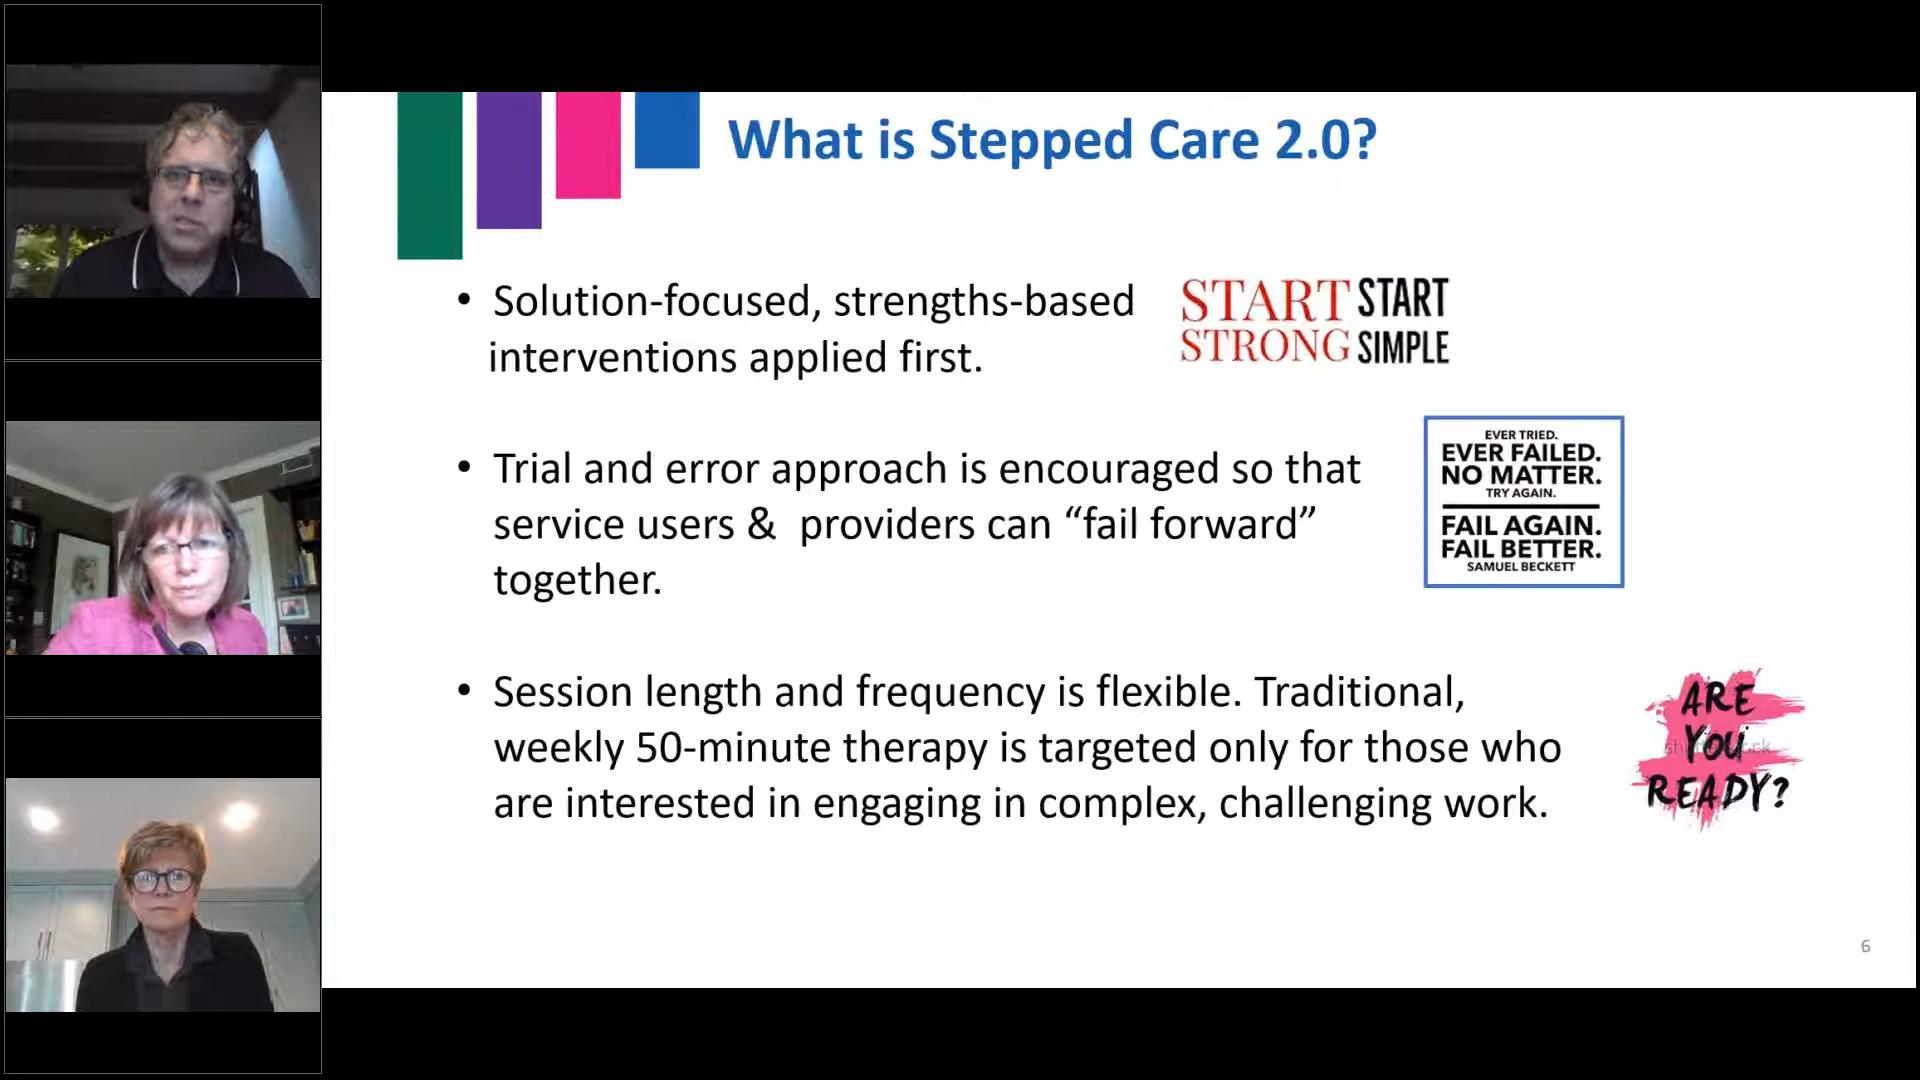 What is Stepped Care 2.0?
• Solution-focused, strengths-based
interventions applied first.
START STRONG
START SIMPLE
• Trial and error approach is encouraged so that
service users &  providers can “fail forward”
together.
EVER TRIED.
EVER FAILED.
NO MATTER.
TRY AGAIN.
FAIL AGAIN.
FAIL BETTER.
SAMUEL BECKETT
• Session length and frequency is flexible. Traditional,
weekly 50-minute therapy is targeted only for those who
are interested in engaging in complex, challenging work.
ARE
YOU
READY?
6